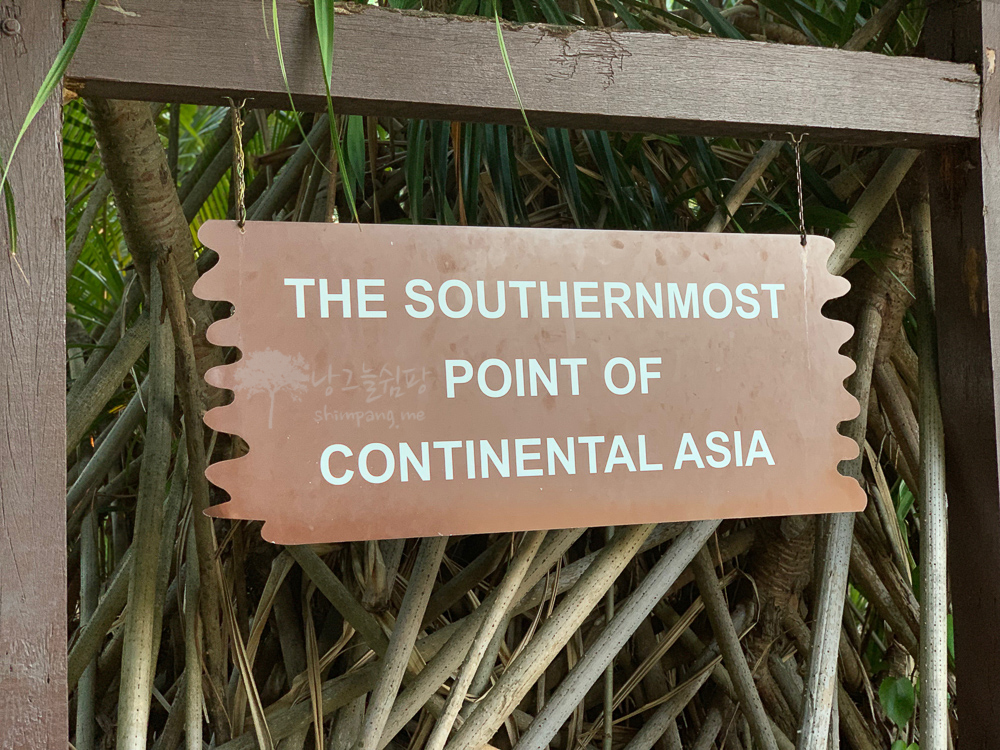 THE SOUTHERNMOST
POINT OF
CONTINENTAL ASIA
낭그늘쉼팡
shimpang.me